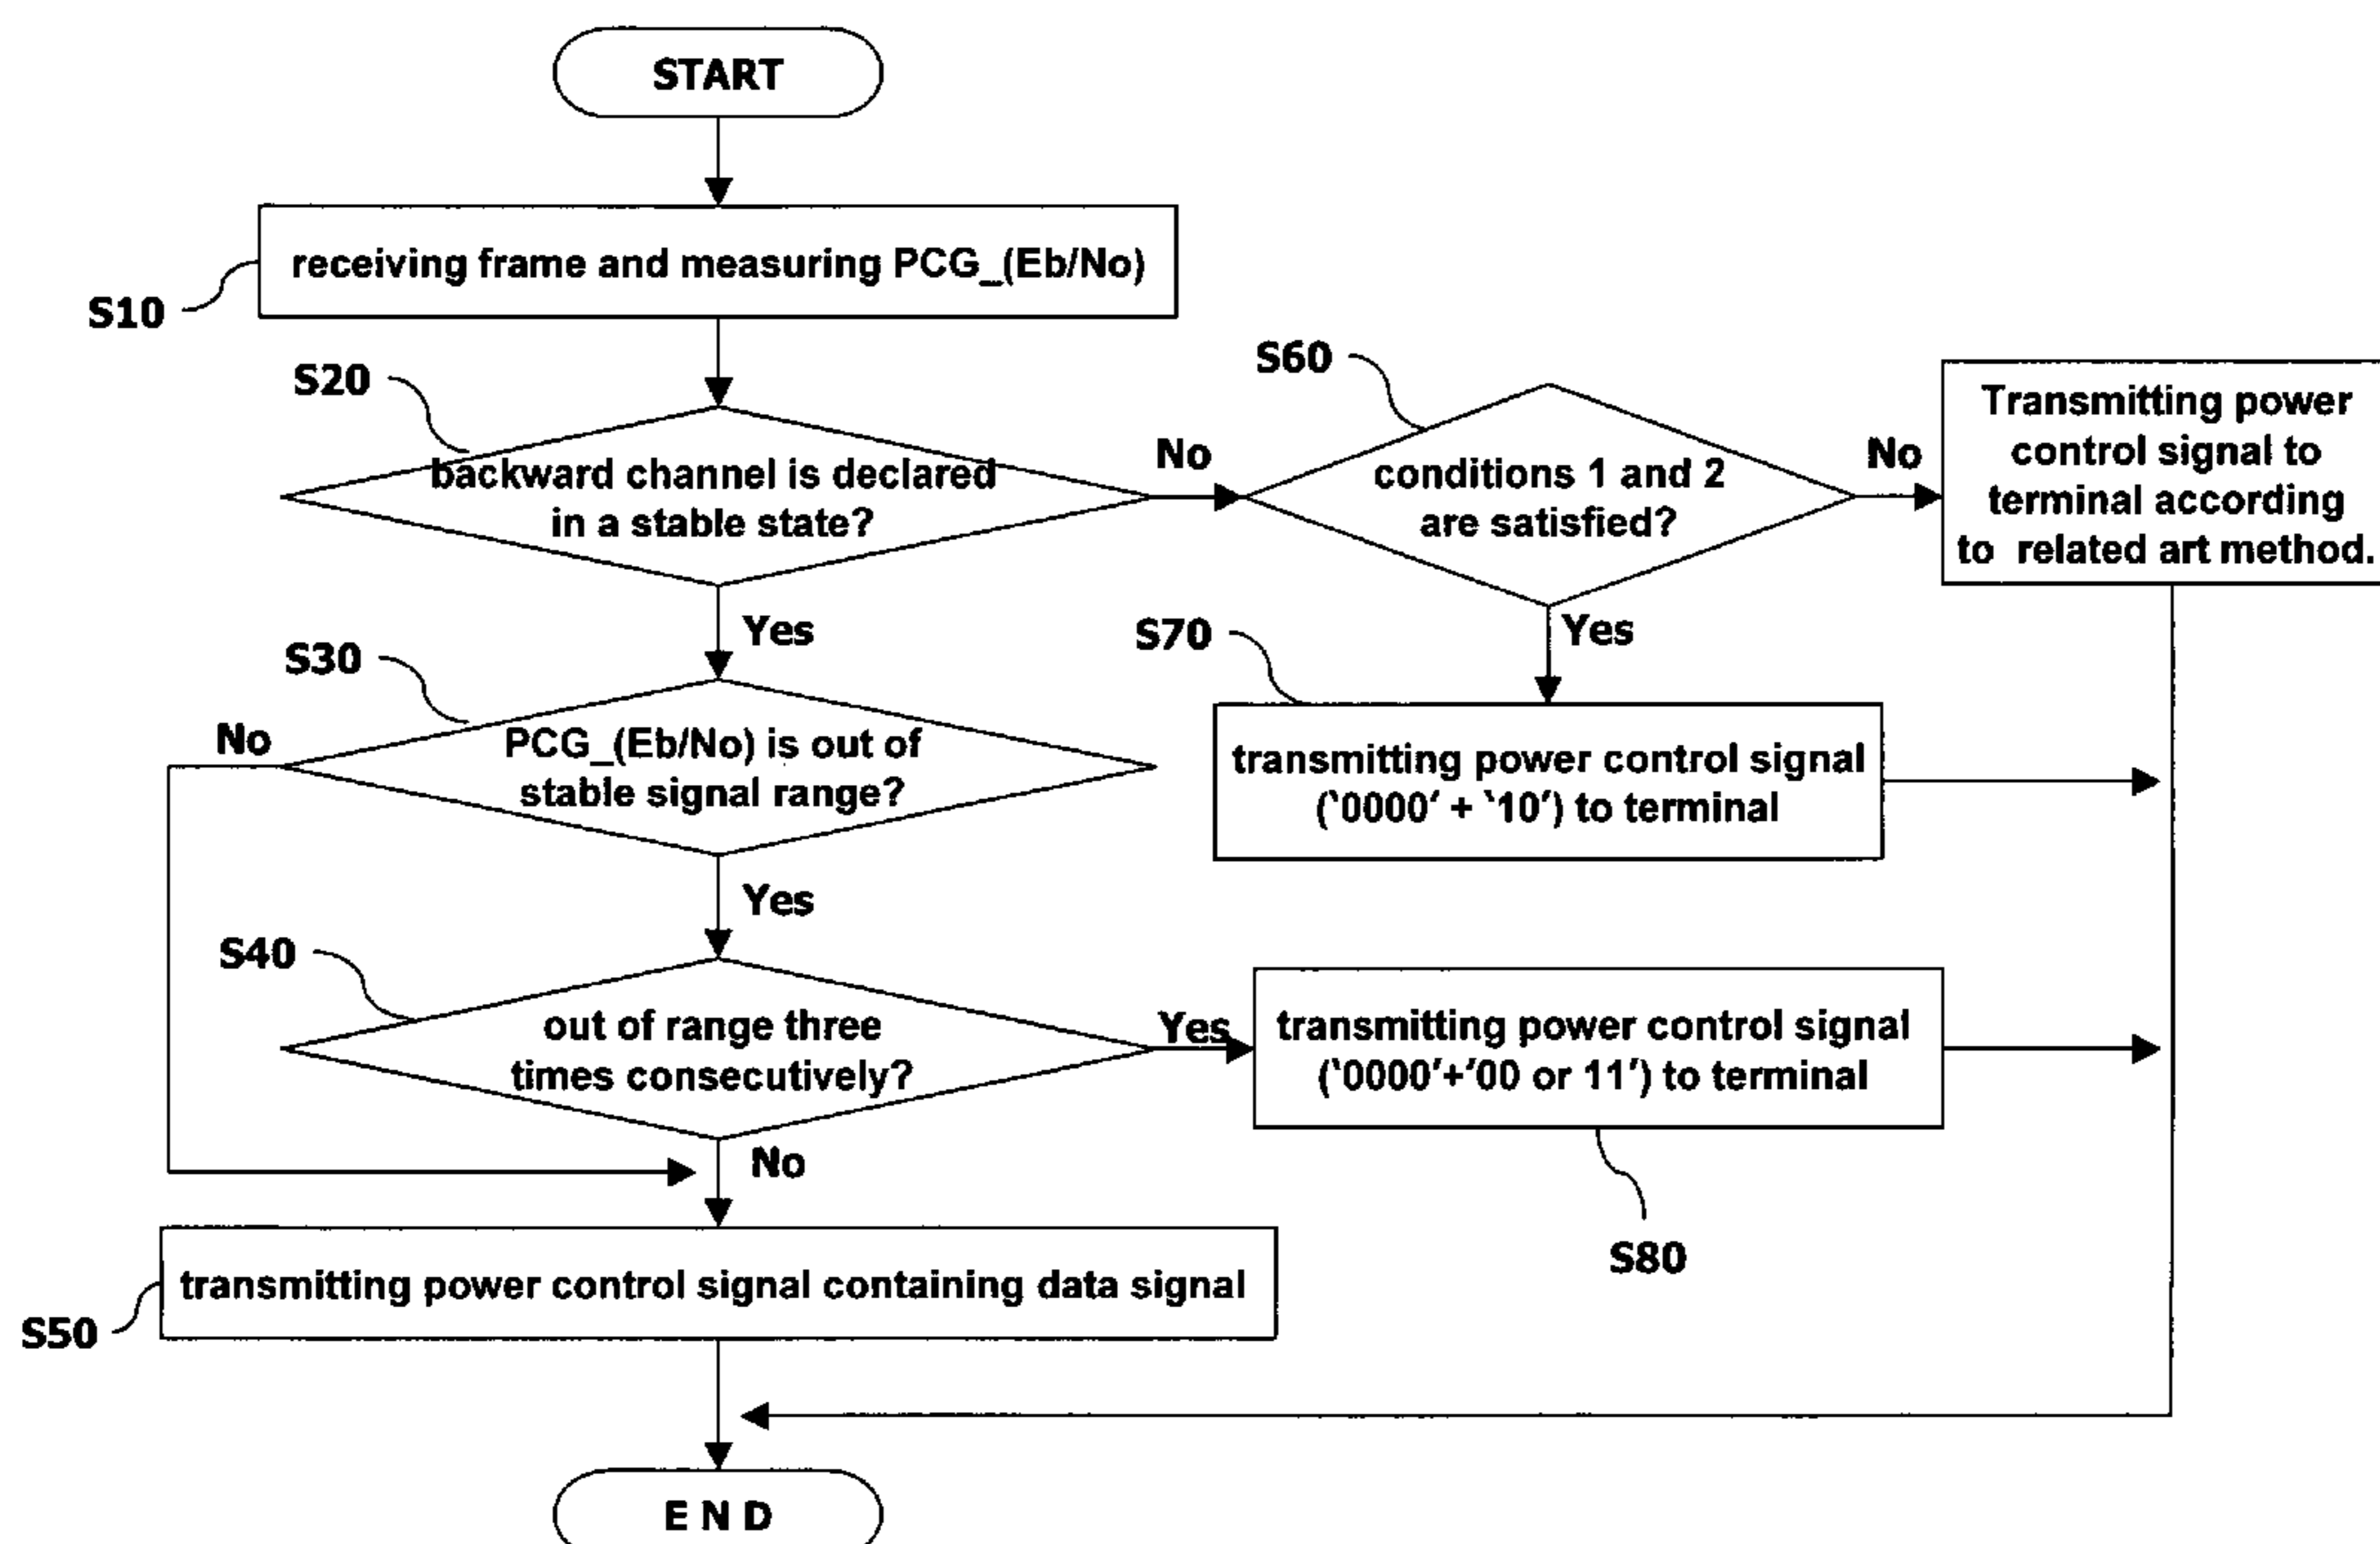 START
receiving frame and measuring PCG_(Eb/No)
S10
S20
backward channel is declared
in a stable state?
No
S60
conditions 1 and 2
are satisfied?
No
Transmitting power
control signal to
terminal according
to related art method.
Yes
S30
No
PCG_(Eb/No) is out of
stable signal range?
Yes
S70
transmitting power control signal
(‵0000′ + ‵10′) to terminal
Yes
S40
out of range three
times consecutively?
Yes
transmitting power control signal
(‵0000′+′00 or 11′) to terminal
S80
No
transmitting power control signal containing data signal
S50
E N D